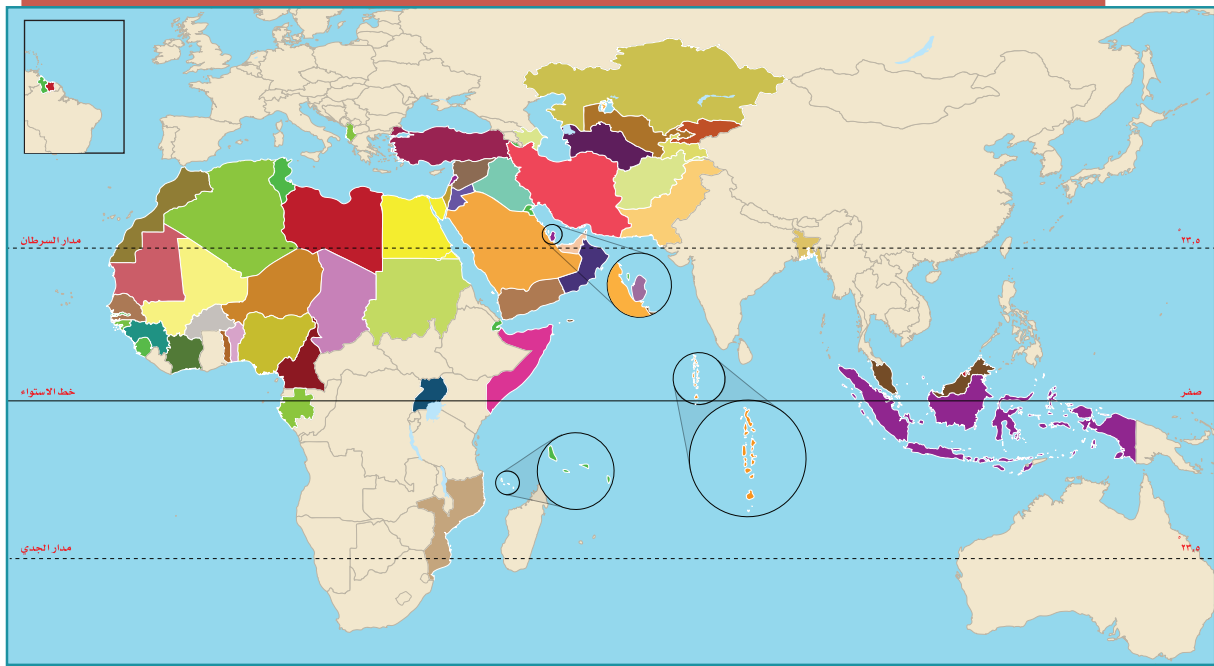 مدار السرطان
°٢٣,٥
خط الاستواء
صفر
مدار الجدي
°٢٣,٥